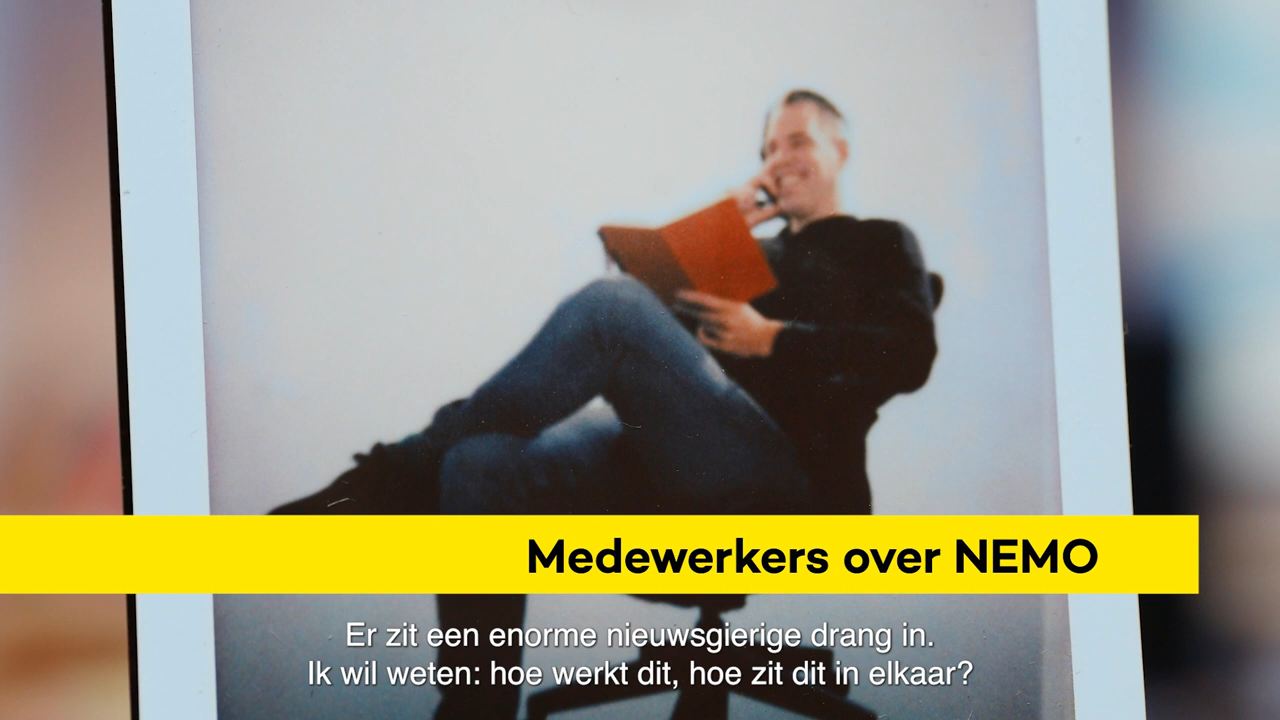 Medewerkers over NEMO
Er zit een enorme nieuwsgierige drang in.
Ik wil weten: hoe werkt dit, hoe zit dit in elkaar?